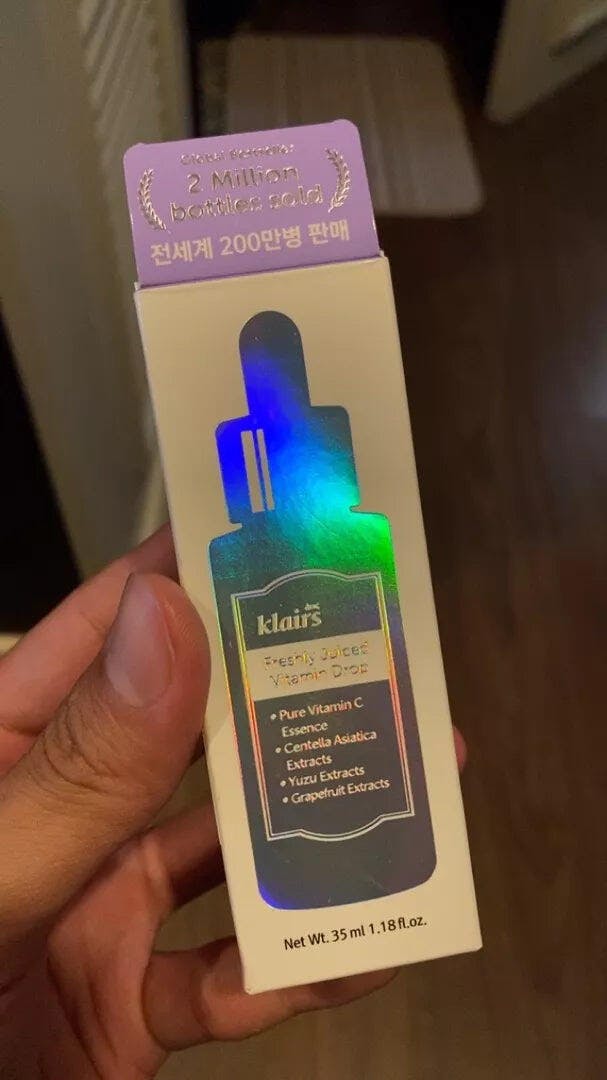 Global Bestseller
2 Million
bottles sold
전세계 200만병 판매
dear,
klairs
Freshly Juiced
Vitamin Drop
• Pure Vitamin C
Essence
• Centella Asiatica
Extracts
• Yuzu Extracts
• Grapefruit Extracts
Net Wt. 35 ml 1.18 fl.oz.